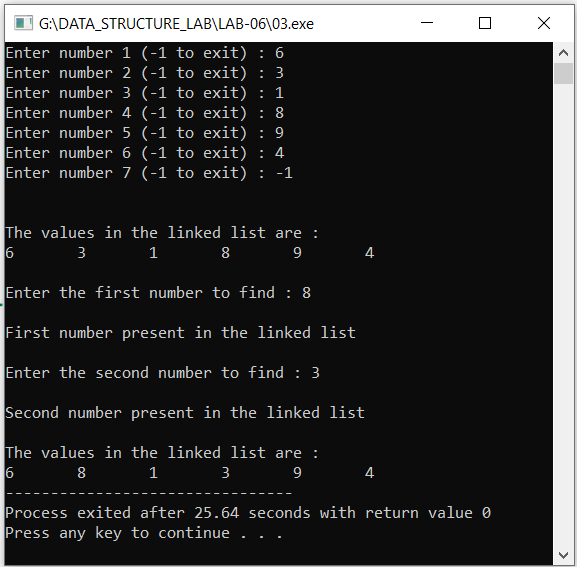 G:\DATA_STRUCTURE_LAB\LAB-06\03.exe
Enter number 1 (-1 to exit) : 6
Enter number 2 (-1 to exit) : 3
Enter number 3 (-1 to exit) : 1
Enter number 4 (-1 to exit) : 8
Enter number 5 (-1 to exit) : 9
Enter number 6 (-1 to exit) : 4
Enter number 7 (-1 to exit) : -1
The values in the linked list are :
6 3 1 8 9 4
Enter the first number to find : 8
First number present in the linked list
Enter the second number to find : 3
Second number present in the linked list
The values in the linked list are :
6 8 1 3 9 4
--------------------------------
Process exited after 25.64 seconds with return value 0
Press any key to continue . . .